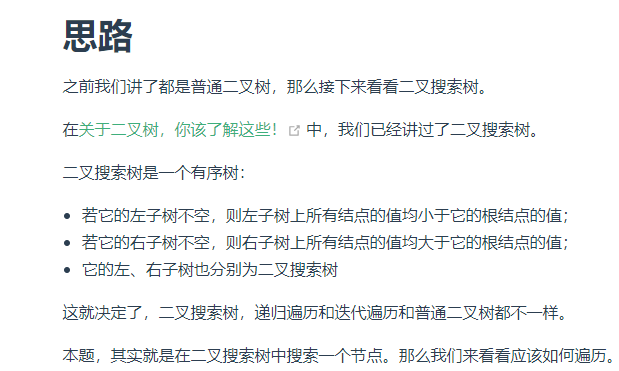 思路
之前我们讲了都是普通二叉树，那么接下来看看二叉搜索树。
在关于二叉树，你该了解这些！中，我们已经讲过了二叉搜索树。
二叉搜索树是一个有序树：
• 若它的左子树不空，则左子树上所有结点的值均小于它的根结点的值；
• 若它的右子树不空，则右子树上所有结点的值均大于它的根结点的值；
• 它的左、右子树也分别为二叉搜索树
这就决定了，二叉搜索树，递归遍历和迭代遍历和普通二叉树都不一样。
本题，其实就是在二叉搜索树中搜索一个节点。那么我们来看看应该如何遍历。